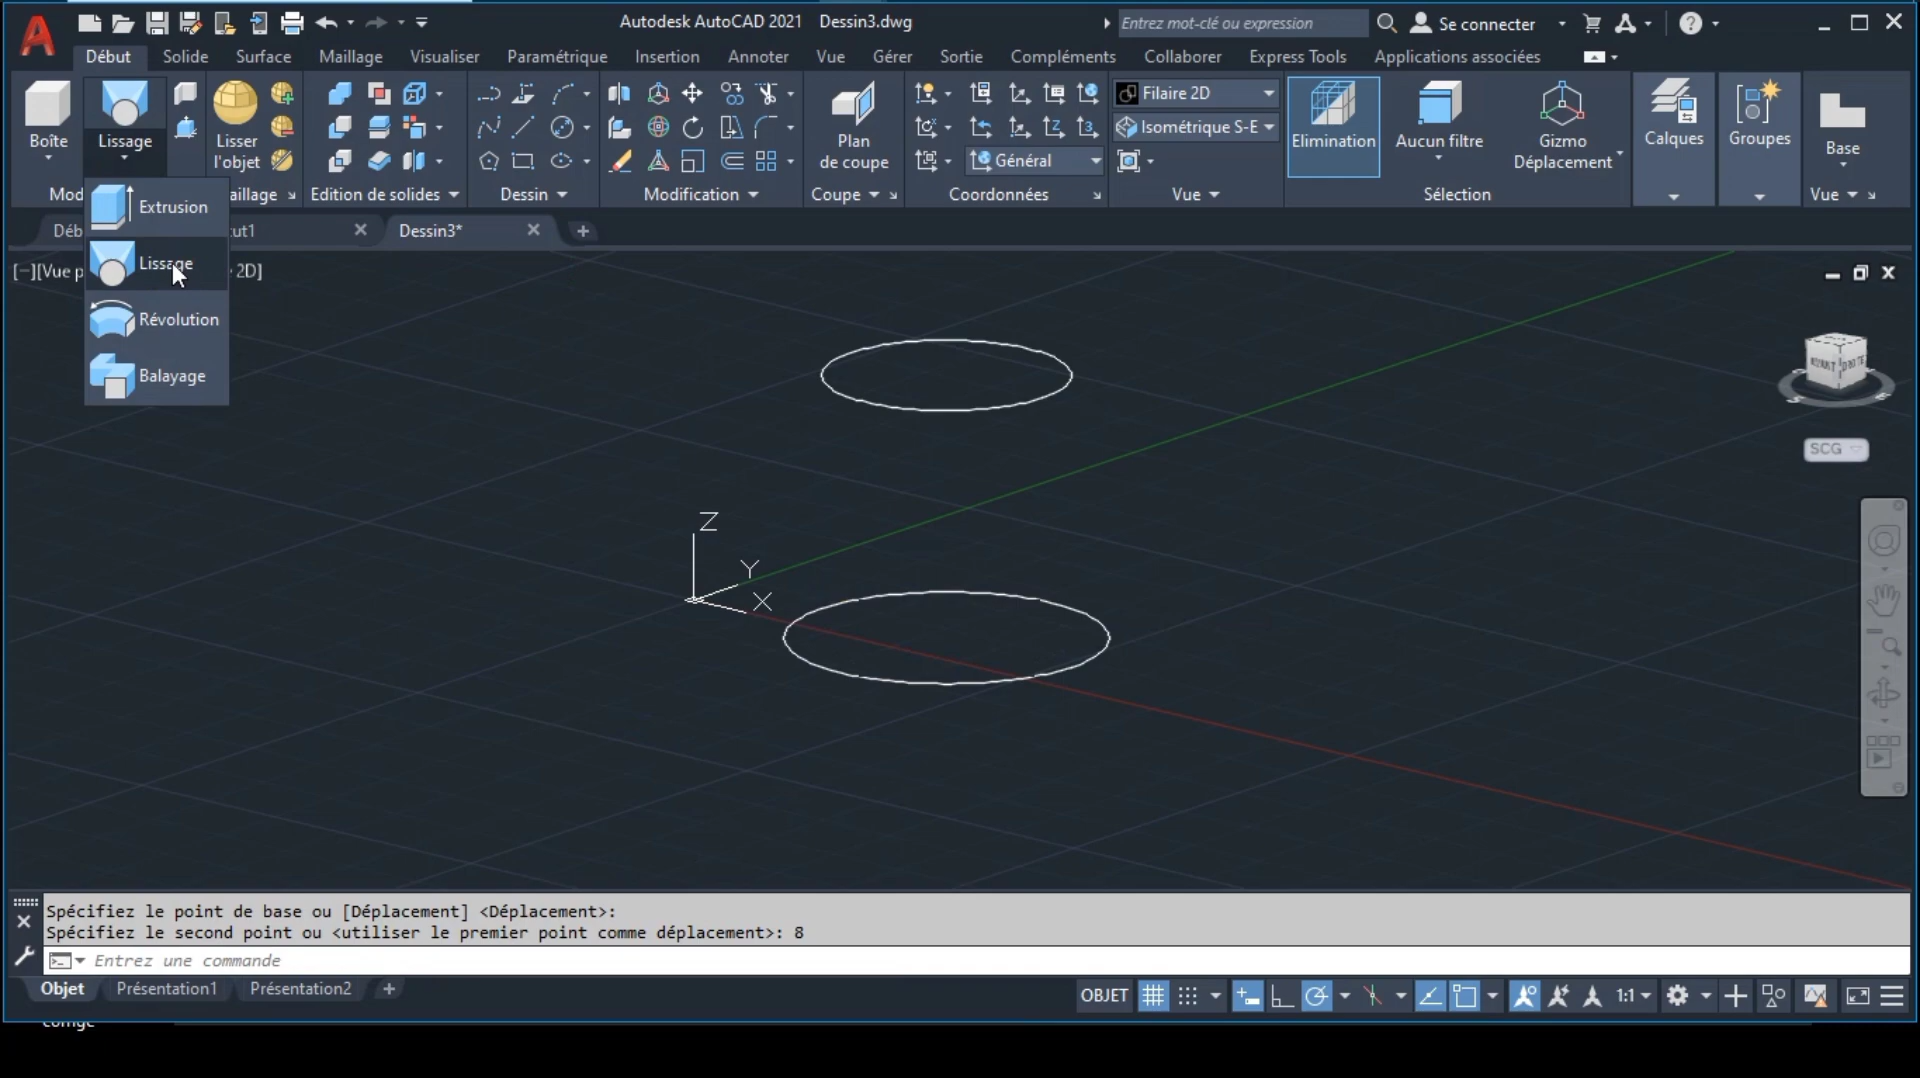 Autodesk AutoCAD 2021 Dessin3.dwg
Entrez mot-clé ou expression
Se connecter
Début Solide Surface Maillage Visualiser Paramétrique Insertion Annoter Vue Gérer Sortie Compléments Collaborer Express Tools Applications associées
Boîte
Lissage
Lisser
l'objet
Plan
de coupe
Filaire 2D
Isométrique S-E
Général
Elimination
Aucun filtre
Gizmo
Déplacement
Calques
Groupes
Base
Mod
aillage
Edition de solides
Dessin
Modification
Coupe
Coordonnées
Vue
Sélection
Vue
Extrusion
Lissage
Révolution
Balayage
Déb
ut1
Dessin3*
[−][Vue p
2D]
Z
Y
X
SCG
Spécifiez le point de base ou [Déplacement] <Déplacement>:
Spécifiez le second point ou <utiliser le premier point comme déplacement>: 8
Entrez une commande
Objet Présentation1 Présentation2
OBJET
1:1